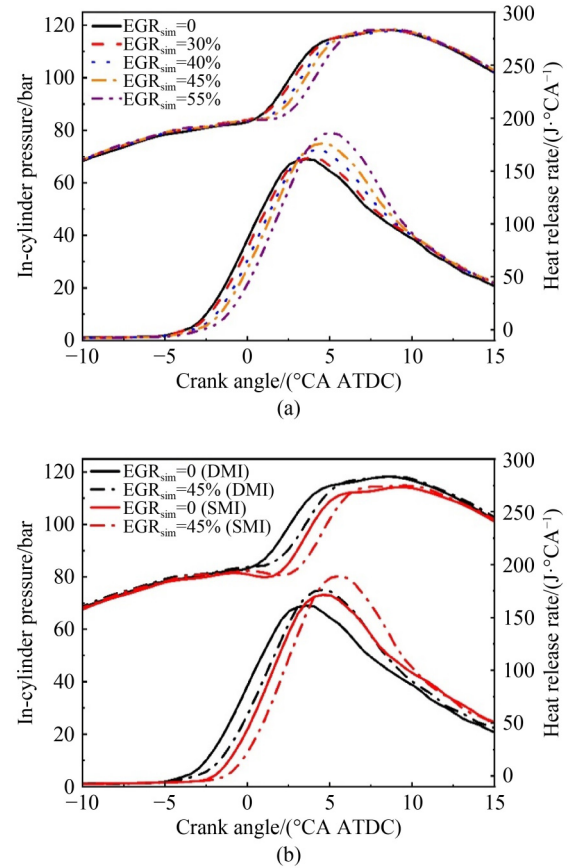 EGRsim=0
EGRsim=30%
EGRsim=40%
EGRsim=45%
EGRsim=55%
In-cylinder pressure/bar
120
100
80
60
40
20
0
300
250
200
150
100
50
0
Heat release rate/(J·°CA⁻¹)
−10
−5
0
5
10
15
Crank angle/(°CA ATDC)
(a)
EGRsim=0 (DMI)
EGRsim=45% (DMI)
EGRsim=0 (SMI)
EGRsim=45% (SMI)
In-cylinder pressure/bar
120
100
80
60
40
20
0
300
250
200
150
100
50
0
Heat release rate/(J·°CA⁻¹)
−10
−5
0
5
10
15
Crank angle/(°CA ATDC)
(b)